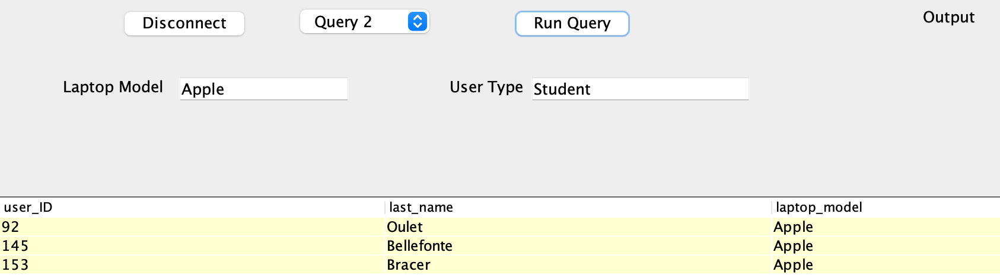 Disconnect Query 2 Run Query Output
Laptop Model Apple User Type Student
user_ID last_name laptop_model
92 Oulet Apple
145 Bellefonte Apple
153 Bracer Apple